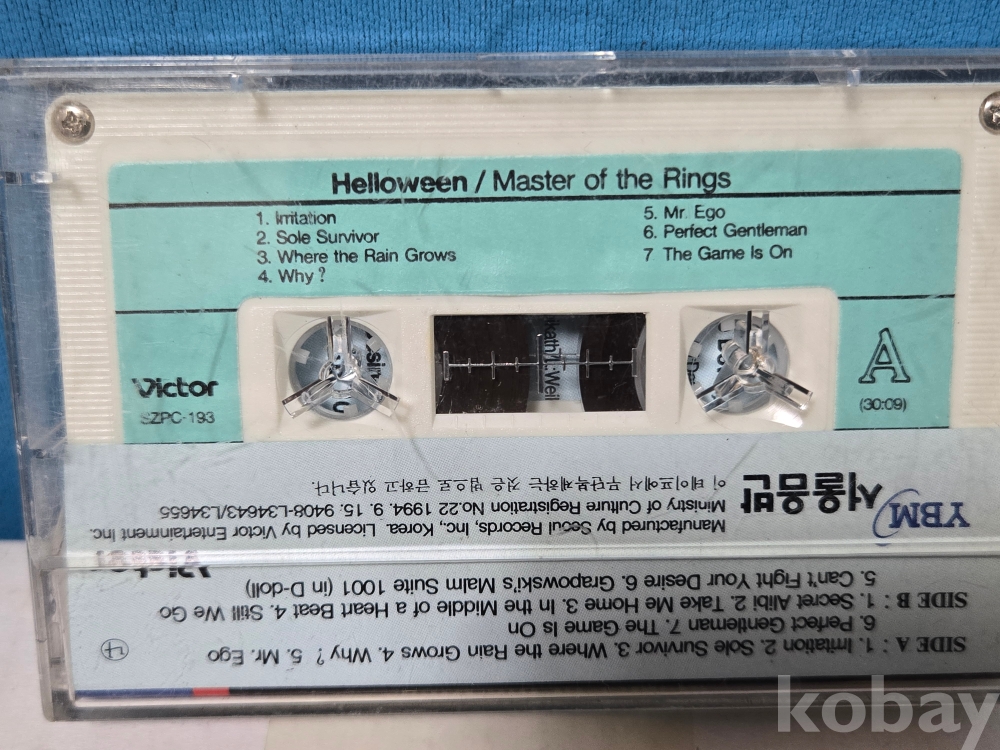 Helloween / Master of the Rings
1. Irritation
2. Sole Survivor
3. Where the Rain Grows
4. Why?
5. Mr. Ego
6. Perfect Gentleman
7 The Game Is On
Victor
SZPC-193
A
(30:09)
YBM 서울음반
이 테이프에서 무단복제하는 것은 법으로 금하고 있습니다.
Ministry Culture Registration No.22 1994. 9. 15. 9408-L34643/L34655
Manufactured by Seoul Records, Inc, Korea. Licensed by Victor Entertainment Inc.
SIDE A : 1. Irritation 2. Sole Survivor 3. Where the Rain Grows 4. Why ? 5. Mr. Ego
6. Perfect Gentleman 7. The Game Is On
SIDE B : 1. Secret Alibi 2. Take Me Home 3. In the Middle of a Heart Beat 4. Still We Go
5. Can't Fight Your Desire 6. Grapowski's Malm Suite 1001 (in D-doll)
4
kobay